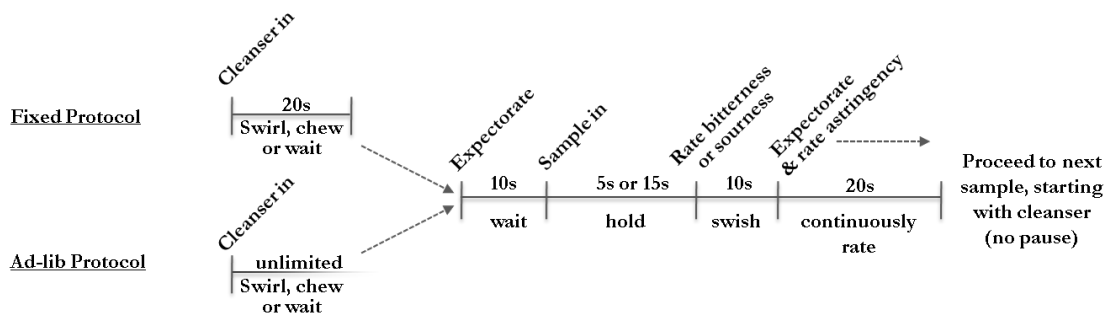 Cleanser in
Fixed Protocol
20s
Swirl, chew
or wait
Cleanser in
Ad-lib Protocol
unlimited
Swirl, chew
or wait
Expectorate
10s
wait
Sample in
5s or 15s
hold
Rate bitterness
or sourness
10s
swish
Expectorate
& rate astringency
20s
continuously
rate
Proceed to next
sample, starting
with cleanser
(no pause)